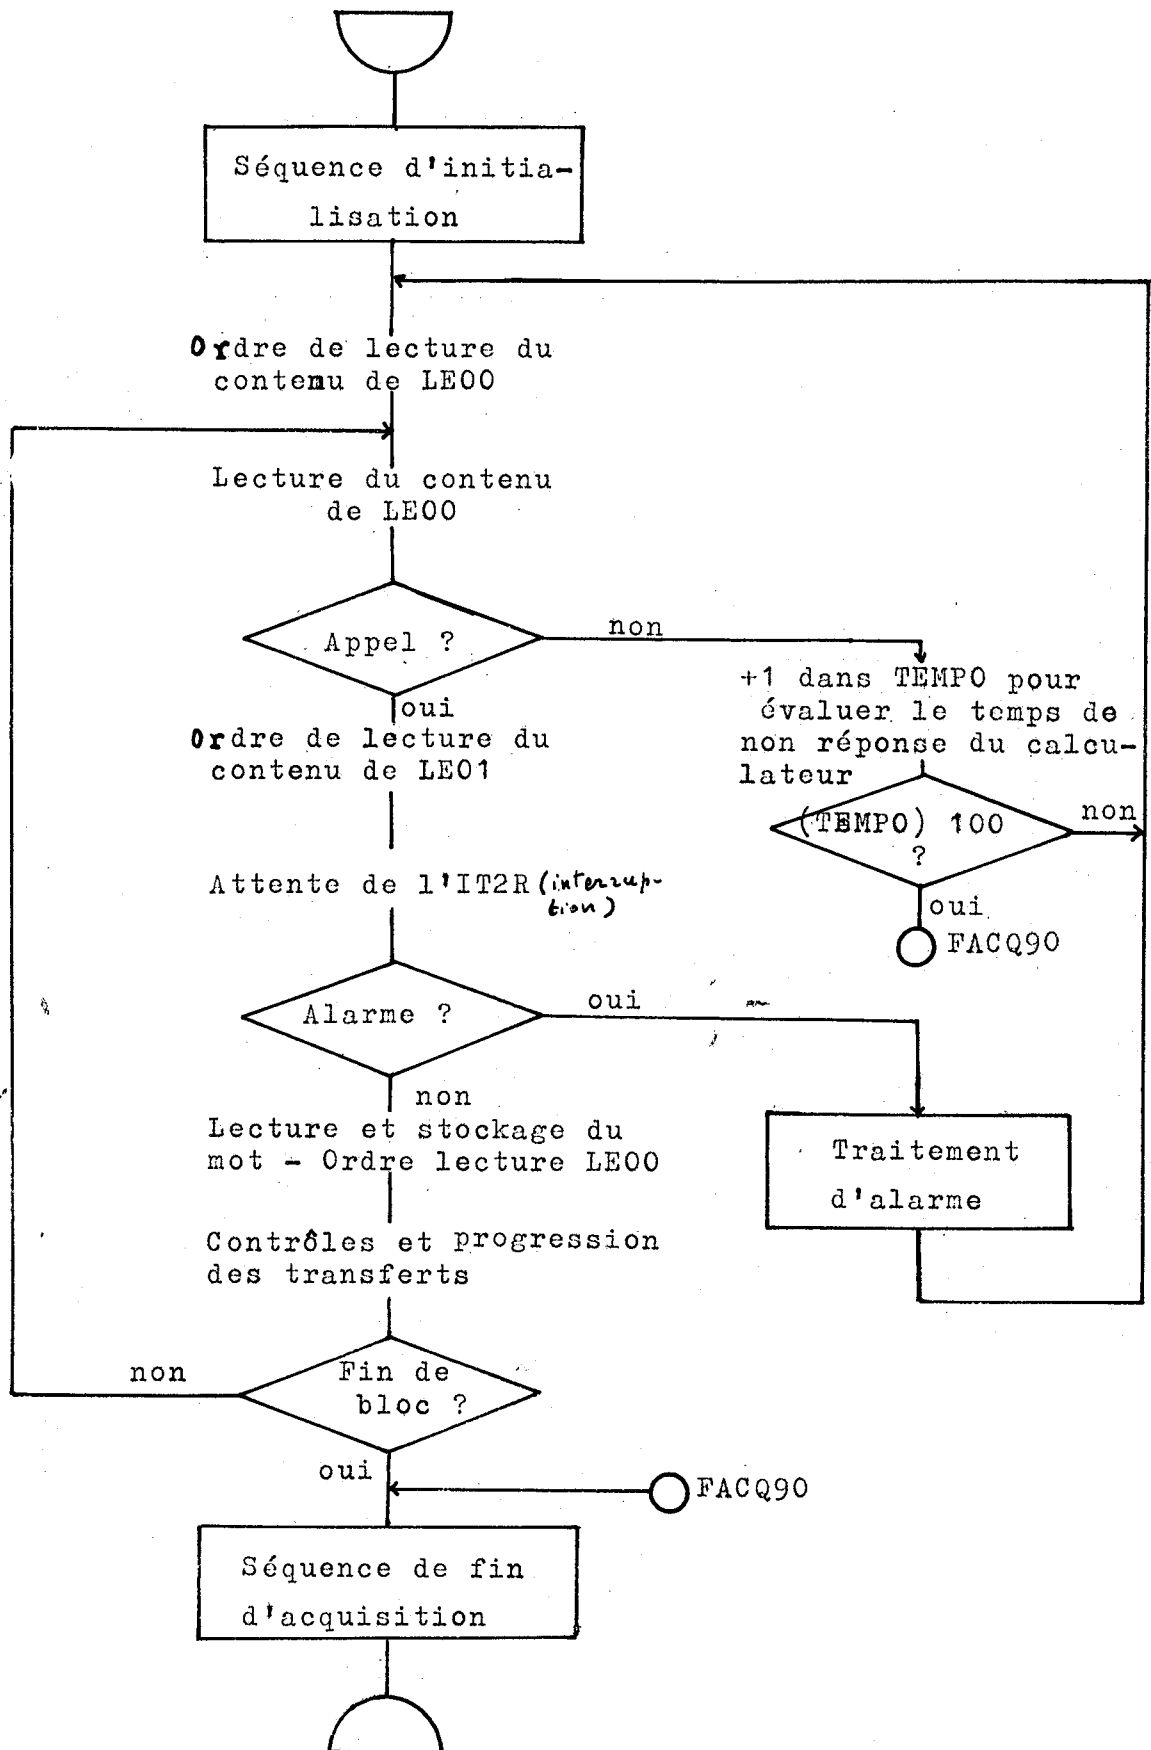 Séquence d'initia-
lisation
Ordre de lecture du
contenu de LE00
Lecture du contenu
de LE00
Appel ?
non
oui
+1 dans TEMPO pour
évaluer le temps de
non réponse du calcu-
lateur
(TEMPO) 100
?
non
oui
FACQ90
Ordre de lecture du
contenu de LE01
Attente de l'IT2R (interrup-
tion)
Alarme ?
oui
non
Traitement
d'alarme
Lecture et stockage du
mot - Ordre lecture LE00
Contrôles et progression
des transferts
Fin de
bloc ?
non
oui
FACQ90
Séquence de fin
d'acquisition